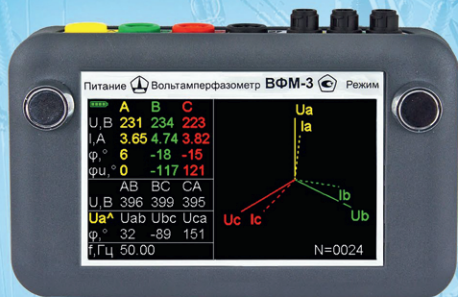 Питание Вольтамперфазометр ВФМ-3 Режим
A B C
U,В 231 234 223
I,А 3.65 4.74 3.82
φ,° 6 -18 -15
φu,° 0 -117 121
AB BC CA
U,В 396 399 395
Ua^ Uab Ubc Uca
φ,° 32 -89 151
f,Гц 50.00
Ua
Ia
Ib
Ub
Uc Ic
N=0024